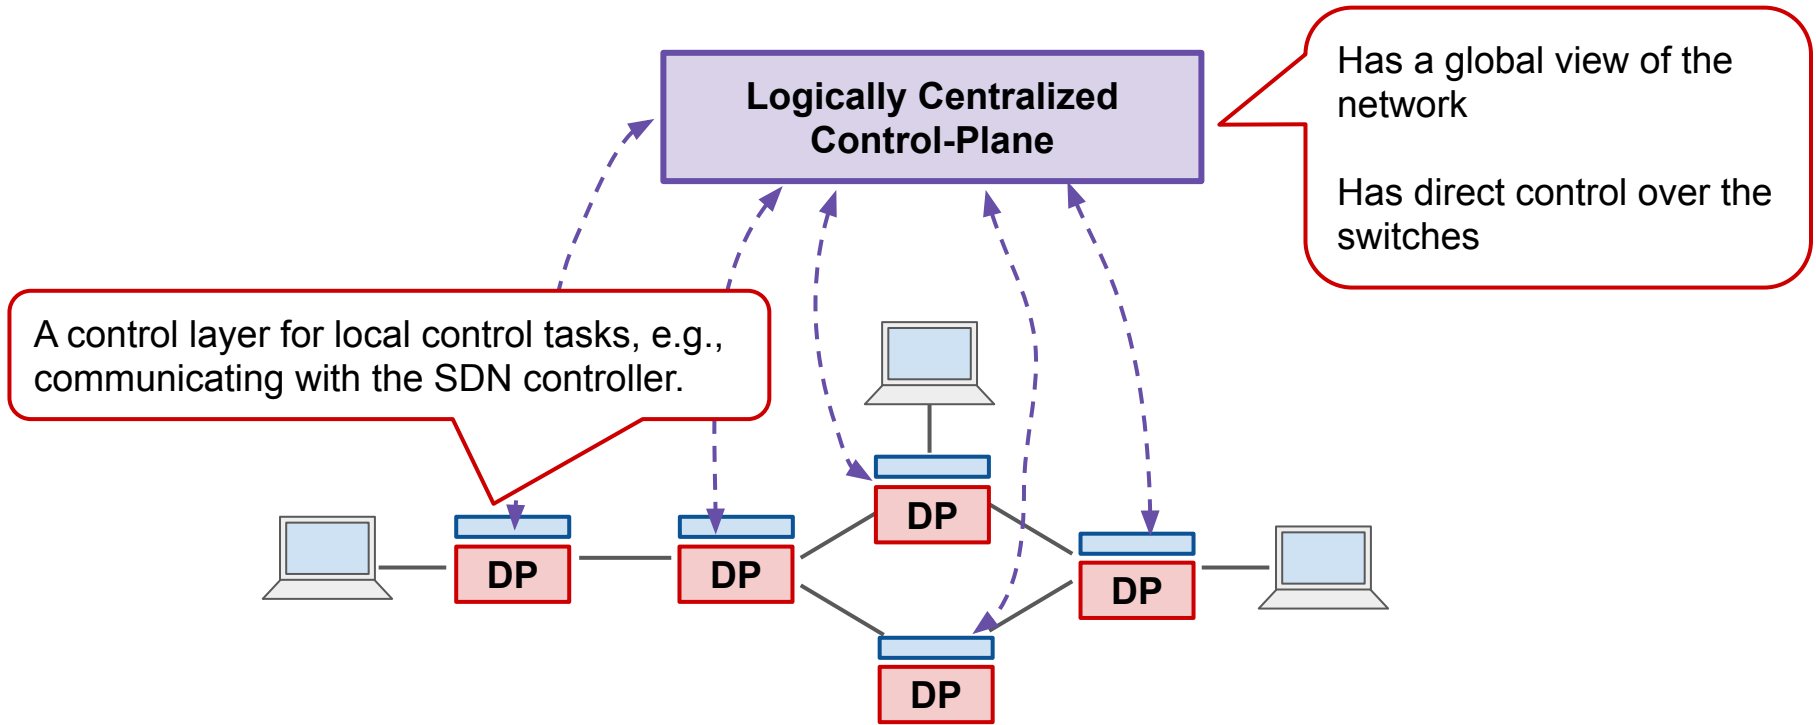 Logically Centralized
Control-Plane
Has a global view of the
network
Has direct control over the
switches
A control layer for local control tasks, e.g.,
communicating with the SDN controller.
DP
DP
DP
DP
DP